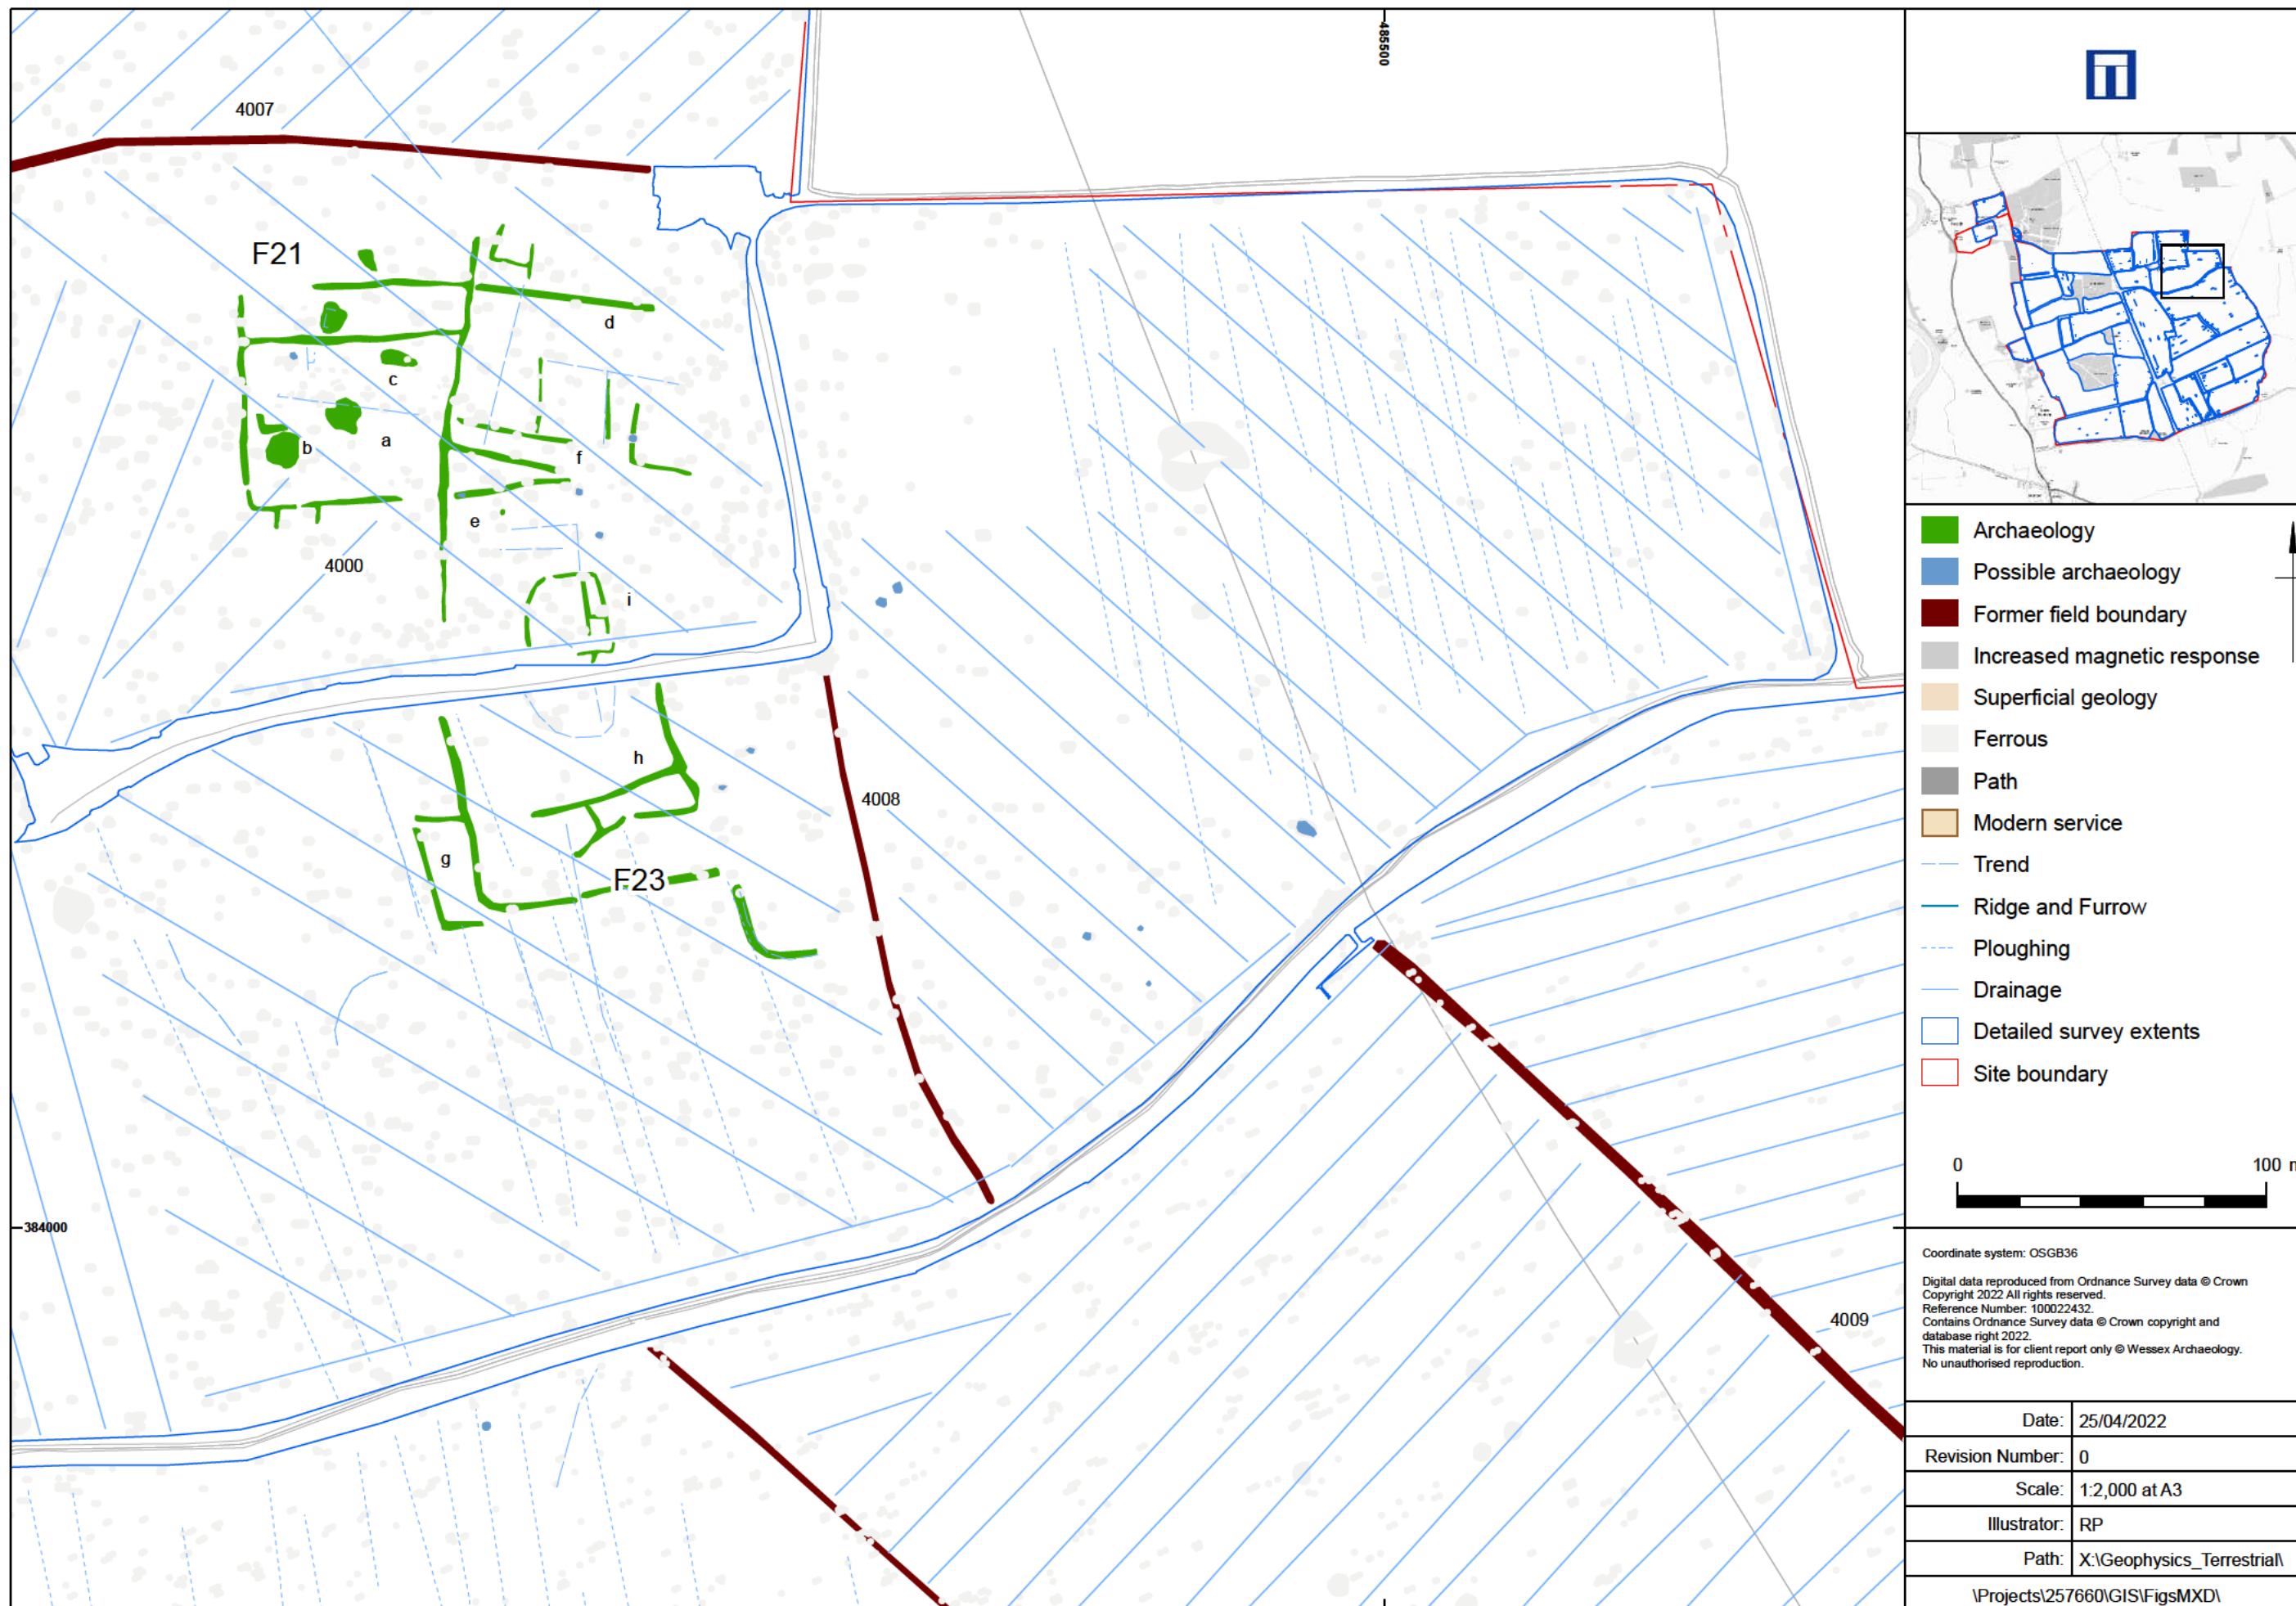 485500
4007
F21
d
c
a
b
f
e
4000
i
h
4008
g
F23
384000
4009
Archaeology
Possible archaeology
Former field boundary
Increased magnetic response
Superficial geology
Ferrous
Path
Modern service
Trend
Ridge and Furrow
Ploughing
Drainage
Detailed survey extents
Site boundary
0 100
Coordinate system: OSGB36
Digital data reproduced from Ordnance Survey data © Crown
Copyright 2022 All rights reserved.
Reference Number: 100022432.
Contains Ordnance Survey data © Crown copyright and
database right 2022.
This material is for client report only © Wessex Archaeology.
No unauthorised reproduction.
Date: 25/04/2022
Revision Number: 0
Scale: 1:2,000 at A3
Illustrator: RP
Path: X:\Geophysics_Terrestrial\
\Projects\257660\GIS\FigsMXD\